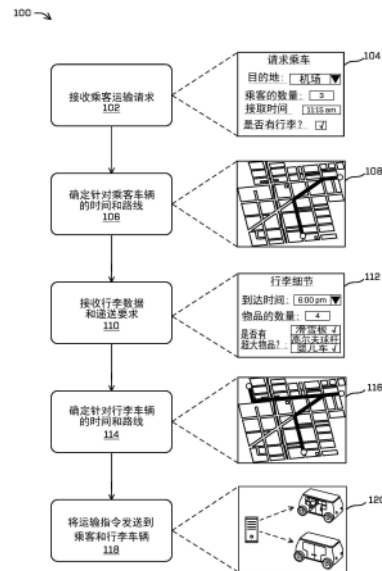 100
接收乘客运输请求
102
请求乘车
104
目的地: 机场
乘客的数量: 3
接取时间 11:15 am
是否有行李? √
确定针对乘客车辆
的时间和路线
106
108
接收行李数据
和递送要求
110
行李细节
112
到达时间: 6:00 pm
物品的数量: 4
是否有
超大物品?
滑雪板 √
高尔夫球杆
婴儿车 √
确定针对行李车辆
的时间和路线
114
116
将运输指令发送到
乘客和行李车辆
118
120